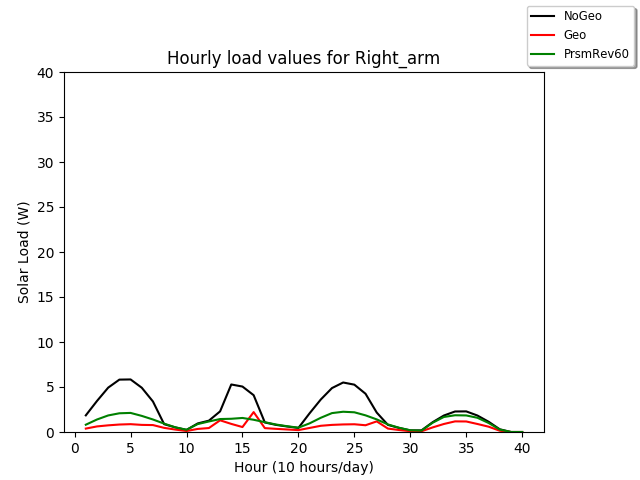 NoGeo
Geo
PrsmRev60
Hourly load values for Right_arm
40
35
30
25
20
15
10
5
0
Solar Load (W)
0 5 10 15 20 25 30 35 40
Hour (10 hours/day)